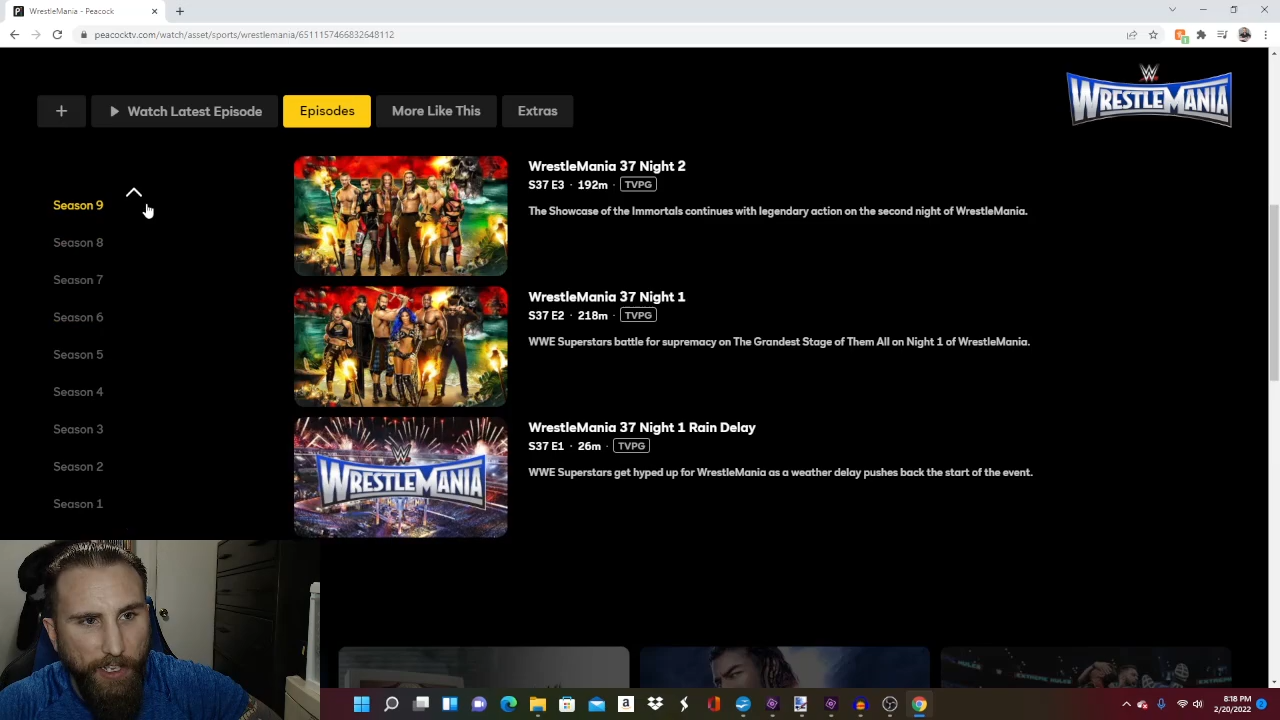 WrestleMania - Peacock
peacocktv.com/watch/asset/sports/wrestlemania/6511157466832648112
+ Watch Latest Episode Episodes More Like This Extras
W
WRESTLEMANIA
Season 9
Season 8
Season 7
Season 6
Season 5
Season 4
Season 3
Season 2
Season 1
WrestleMania 37 Night 2
S37 E3 · 192m · TVPG
The Showcase of the Immortals continues with legendary action on the second night of WrestleMania.
WrestleMania 37 Night 1
S37 E2 · 218m · TVPG
WWE Superstars battle for supremacy on The Grandest Stage of Them All on Night 1 of WrestleMania.
W
WRESTLEMANIA
WrestleMania 37 Night 1 Rain Delay
S37 E1 · 26m · TVPG
WWE Superstars get hyped up for WrestleMania as a weather delay pushes back the start of the event.
8:18 PM
2/20/2022